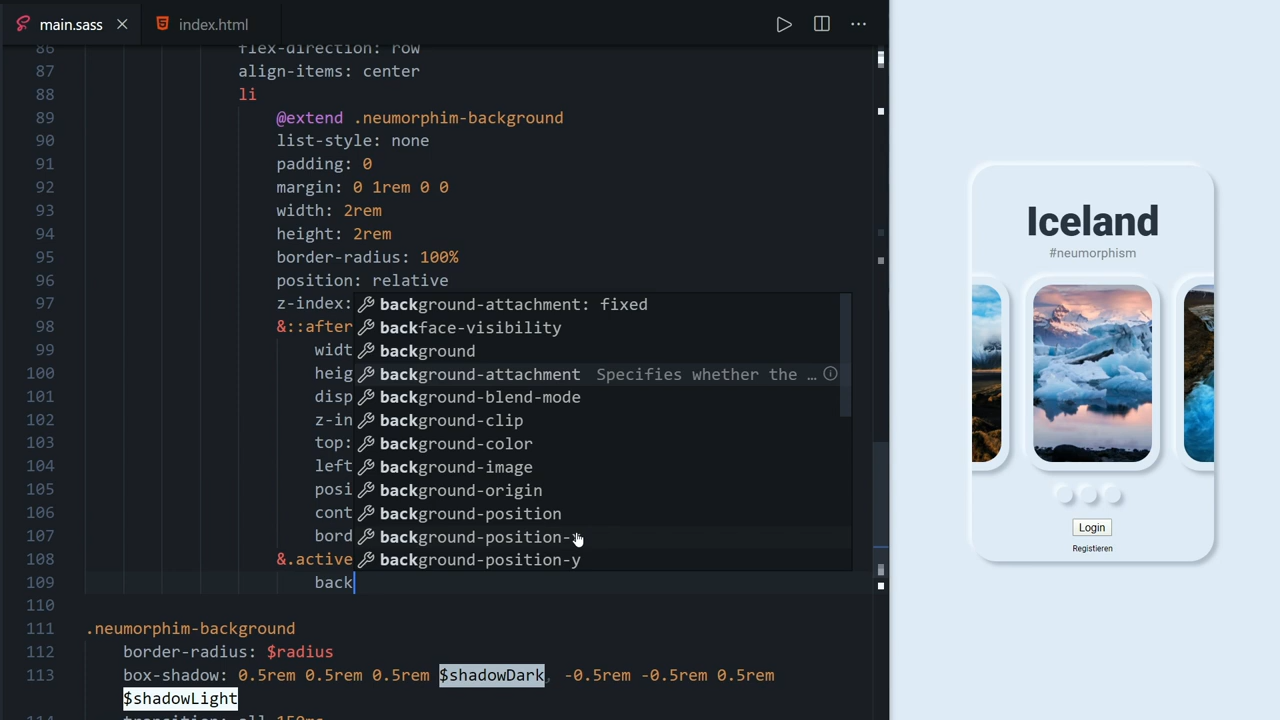 main.sass
index.html
86 flex-direction: row
87 align-items: center
88 li
89 @extend .neumorphim-background
90 list-style: none
91 padding: 0
92 margin: 0 1rem 0 0
93 width: 2rem
94 height: 2rem
95 border-radius: 100%
96 position: relative
97 z-index:
98 &::after
99 widt
100 heig
101 disp
102 z-in
103 top:
104 left
105 posi
106 cont
107 bord
108 &.active
109 back
110
111 .neumorphim-background
112 border-radius: $radius
113 box-shadow: 0.5rem 0.5rem 0.5rem $shadowDark, -0.5rem -0.5rem 0.5rem
$shadowLight
114 transition: all 150ms
background-attachment: fixed
backface-visibility
background
background-attachment Specifies whether the …
background-blend-mode
background-clip
background-color
background-image
background-origin
background-position
background-position-x
background-position-y
Iceland
#neumorphism
Login
Registieren